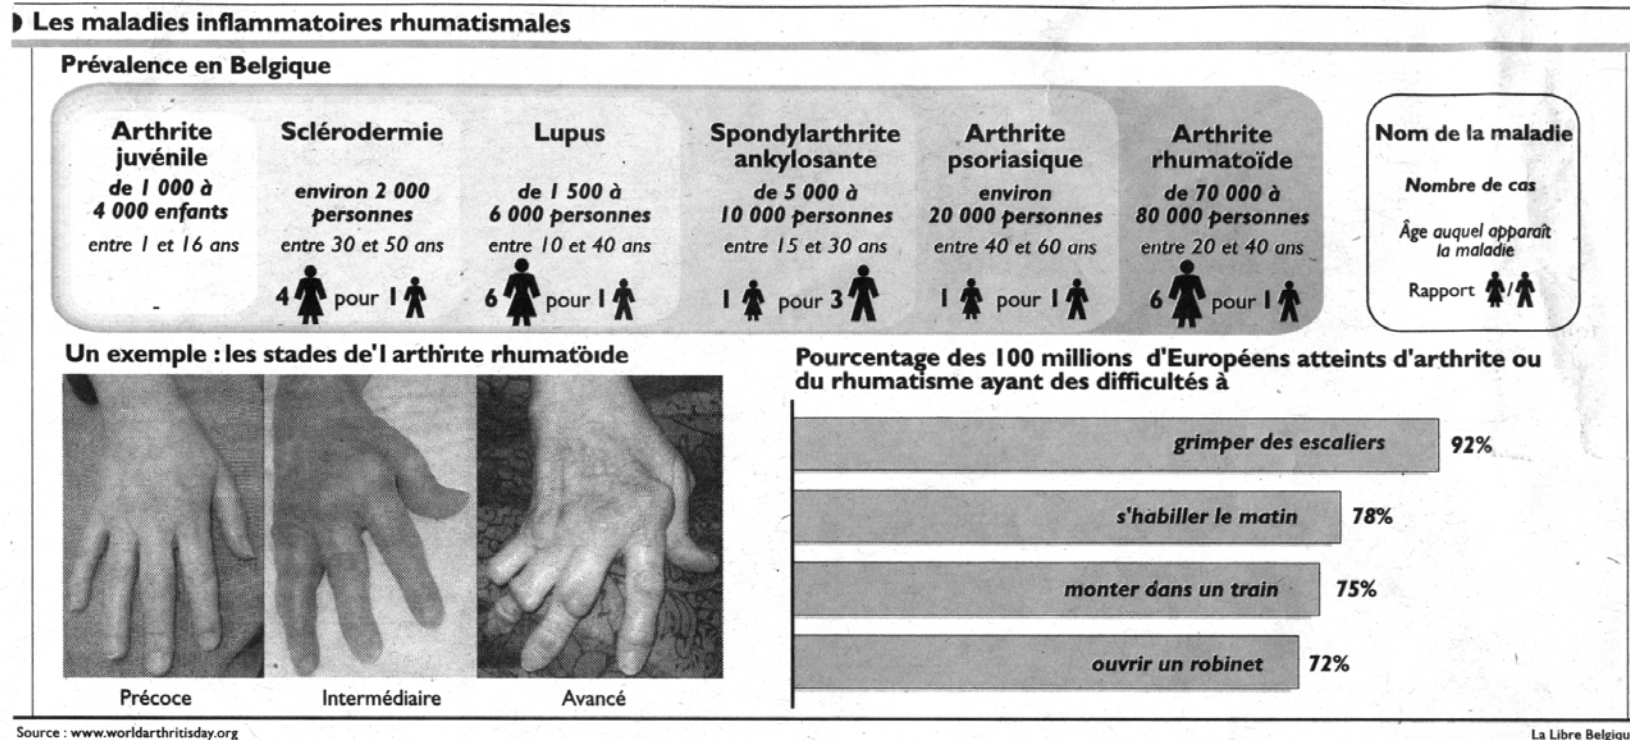 Les maladies inflammatoires rhumatismales
Prévalence en Belgique
Arthrite
juvénile
de 1 000 à
4 000 enfants
entre 1 et 16 ans
-
Sclérodermie
environ 2 000
personnes
entre 30 et 50 ans
4 pour 1
Lupus
de 1 500 à
6 000 personnes
entre 10 et 40 ans
6 pour 1
Spondylarthrite
ankylosante
de 5 000 à
10 000 personnes
entre 15 et 30 ans
1 pour 3
Arthrite
psoriasique
environ
20 000 personnes
entre 40 et 60 ans
1 pour 1
Arthrite
rhumatoïde
de 70 000 à
80 000 personnes
entre 20 et 40 ans
6 pour 1
Nom de la maladie
Nombre de cas
Âge auquel apparaît
la maladie
Rapport /
Un exemple : les stades de'l arthrite rhumatoïde
Précoce
Intermédiaire
Avancé
Pourcentage des 100 millions d'Européens atteints d'arthrite ou
du rhumatisme ayant des difficultés à
grimper des escaliers 92%
s'habiller le matin 78%
monter dans un train 75%
ouvrir un robinet 72%
Source : www.worldarthritisday.org
La Libre Belgiqu